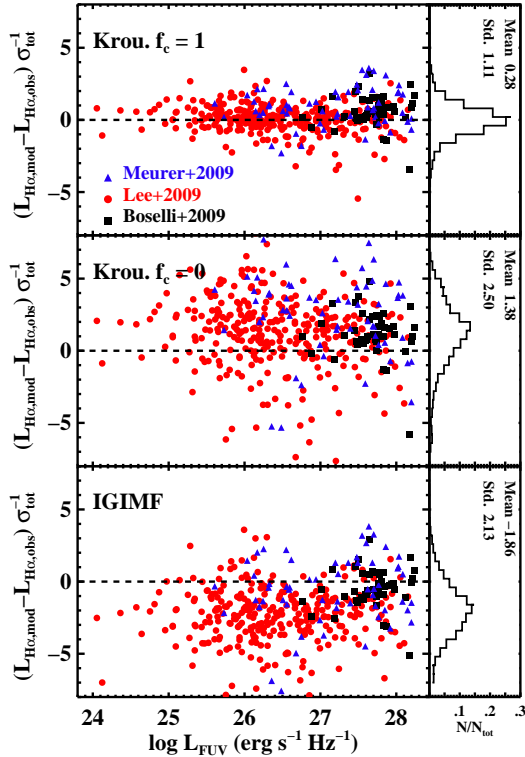 Krou. f_c = 1
(L_Hα,mod−L_Hα,obs) σ_tot^−1
5
0
−5
Meurer+2009
Lee+2009
Boselli+2009
Mean 0.28
Std. 1.11
Krou. f_c = 0
(L_Hα,mod−L_Hα,obs) σ_tot^−1
5
0
−5
Mean 1.38
Std. 2.50
IGIMF
(L_Hα,mod−L_Hα,obs) σ_tot^−1
5
0
−5
Mean −1.86
Std. 2.13
24 25 26 27 28
log L_FUV (erg s^−1 Hz^−1)
.1 .2 .3
N/N_tot